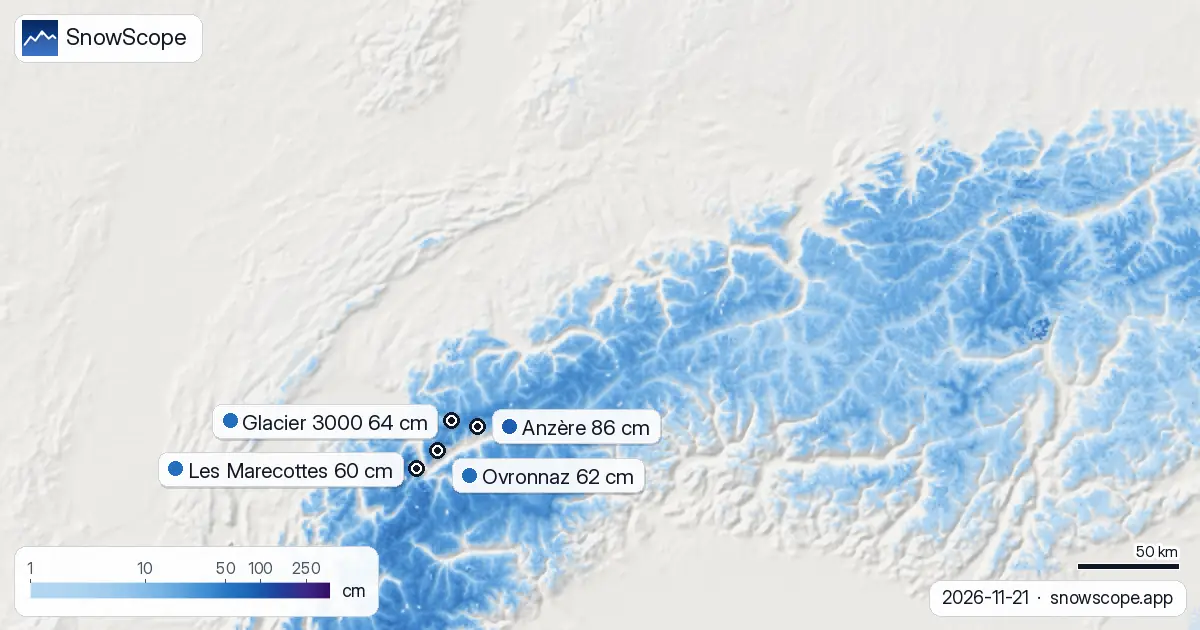 SnowScope
Glacier 3000 64 cm
Anzère 86 cm
Les Marecottes 60 cm
Ovronnaz 62 cm
1 10 50 100 250
cm
50 km
2026-11-21 · snowscope.app